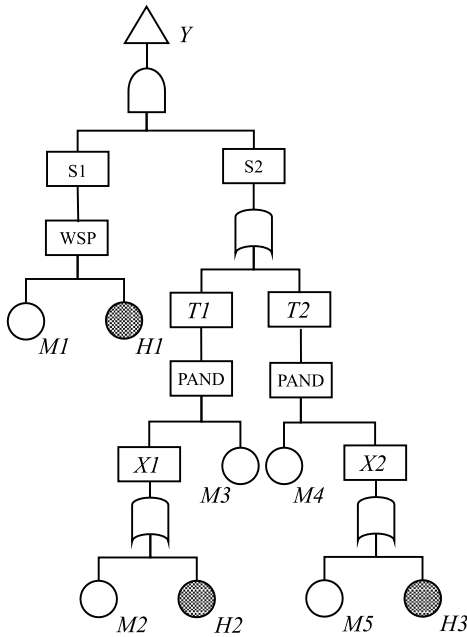 Y
S1 S2
WSP
M1 H1
T1 T2
PAND PAND
X1 M3 M4 X2
M2 H2 M5 H3